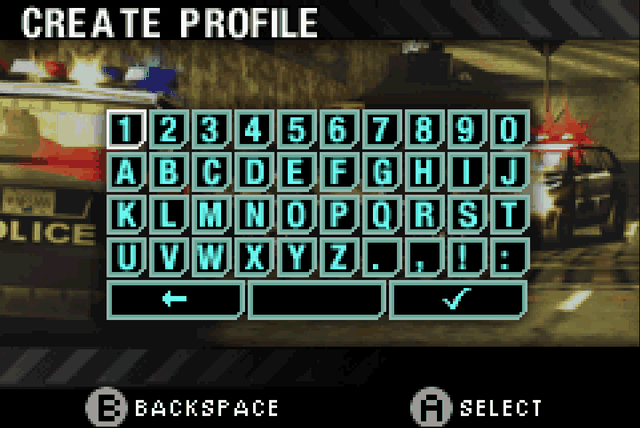 CREATE PROFILE
1 2 3 4 5 6 7 8 9 0
A B C D E F G H I J
K L M N O P Q R S T
U V W X Y Z . , ! :
← ✓
OLICE
B BACKSPACE A SELECT